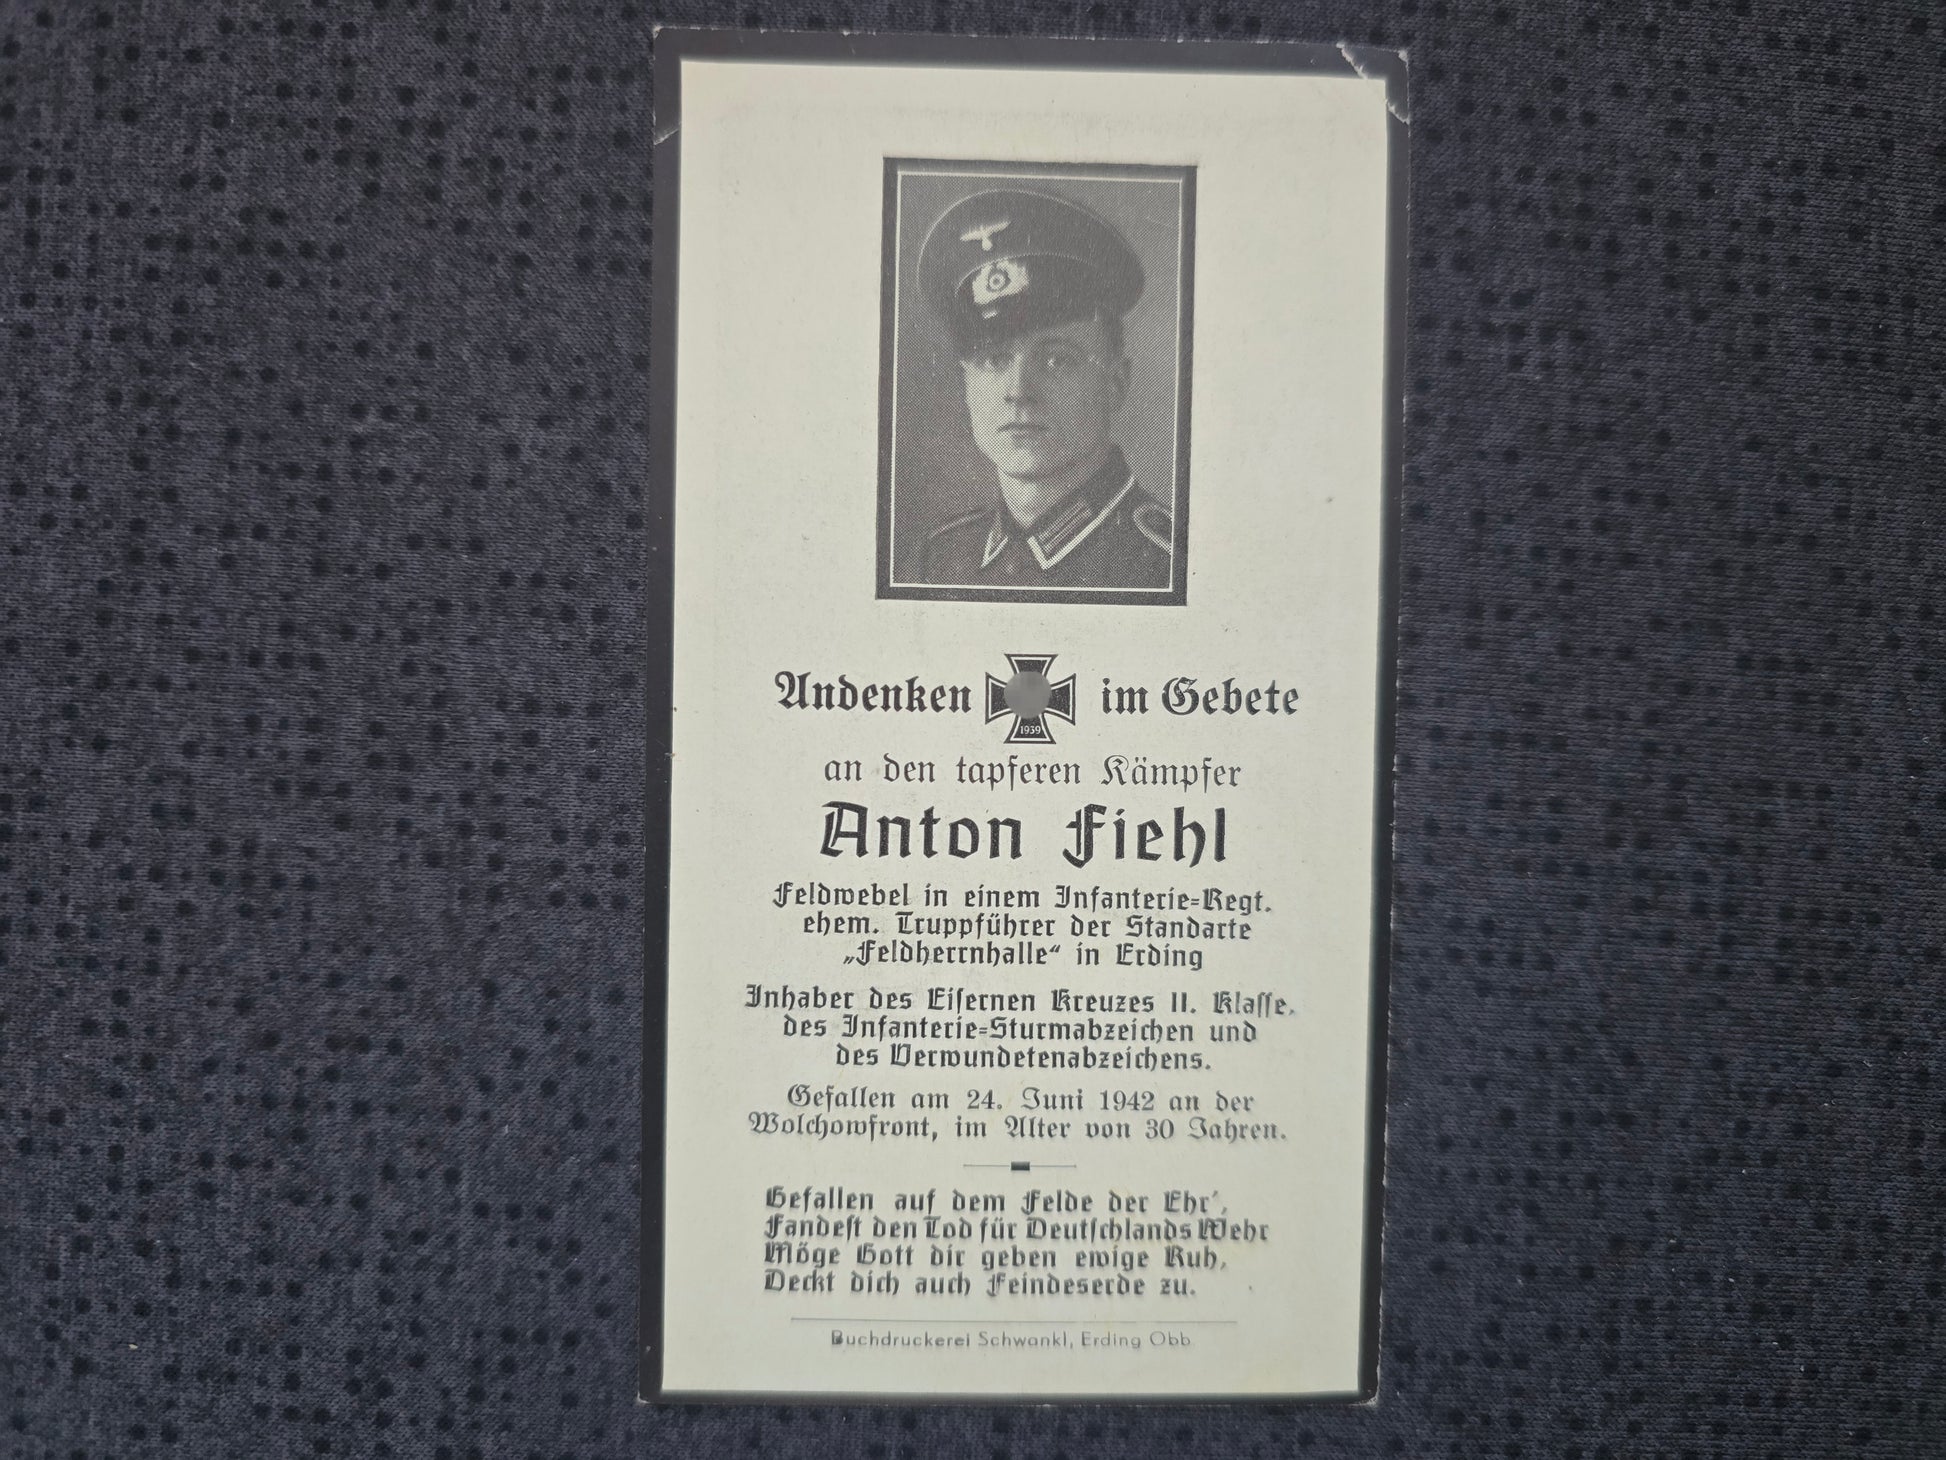 Andenken im Gebete
1939
an den tapferen Kämpfer
Anton Fiehl
Feldwebel in einem Infanterie=Regt.
ehem. Truppführer der Standarte
„Feldherrnhalle“ in Erding
Inhaber des Eisernen Kreuzes II. Klasse,
des Infanterie=Sturmabzeichen und
des Verwundetenabzeichens.
Gefallen am 24. Juni 1942 an der
Wolchowfront, im Alter von 30 Jahren.
Gefallen auf dem Felde der Ehr',
Fandest den Tod für Deutschlands Wehr
Möge Gott dir geben ewige Ruh,
Deckt dich auch Feindeserde zu.
Buchdruckerei Schwankl, Erding Obb.